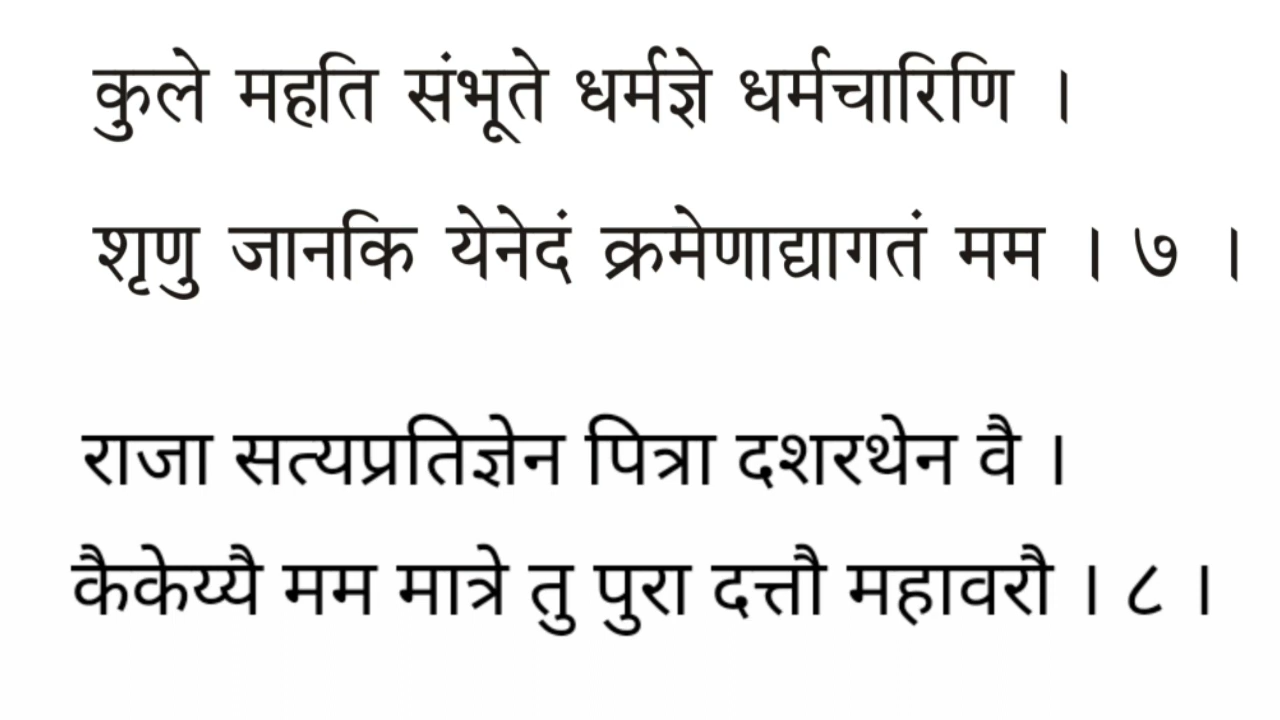 कुले महति संभूते धर्मज्ञे धर्मचारिणि ।
शृणु जानकि येनेदं क्रमेणाद्यागतं मम । ७ ।
राजा सत्यप्रतिज्ञेन पित्रा दशरथेन वै ।
कैकेय्यै मम मात्रे तु पुरा दत्तौ महावरौ । ८ ।